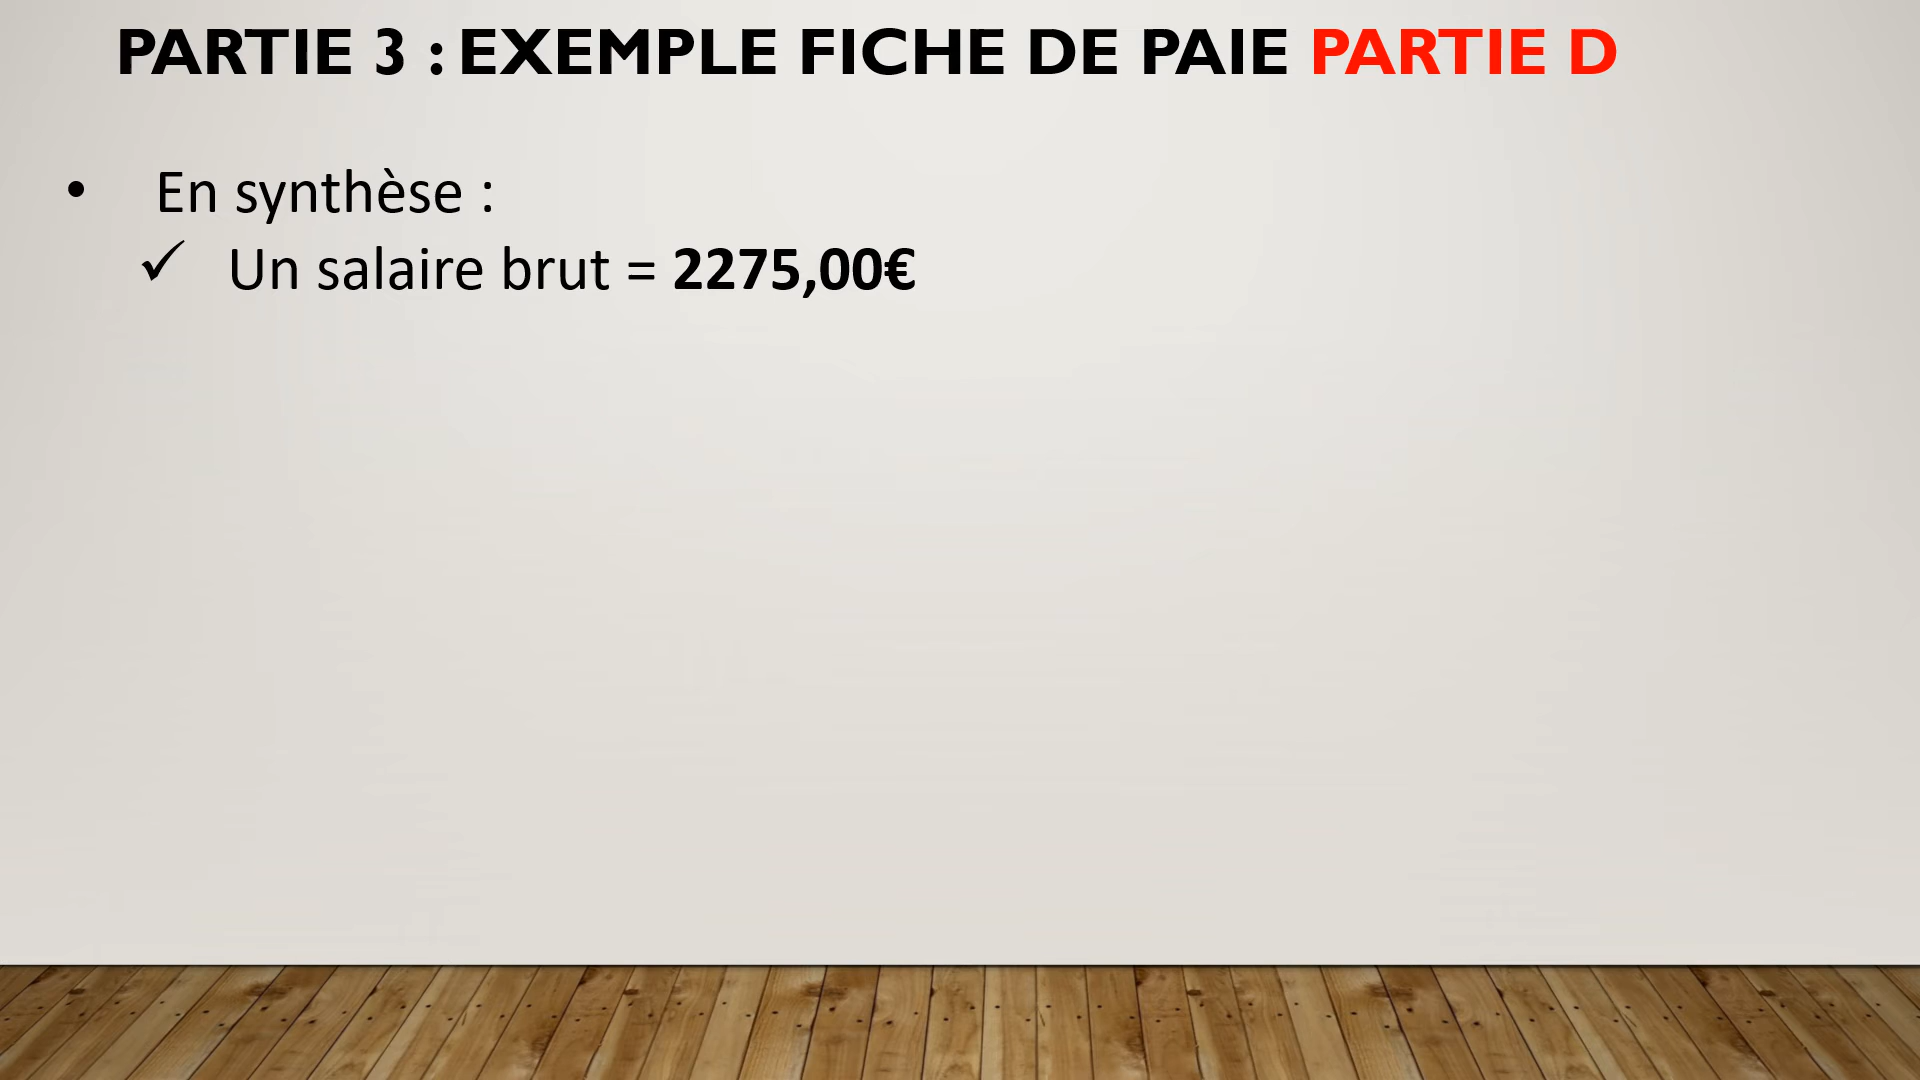 PARTIE 3 : EXEMPLE FICHE DE PAIE PARTIE D
• En synthèse :
✓ Un salaire brut = 2275,00€